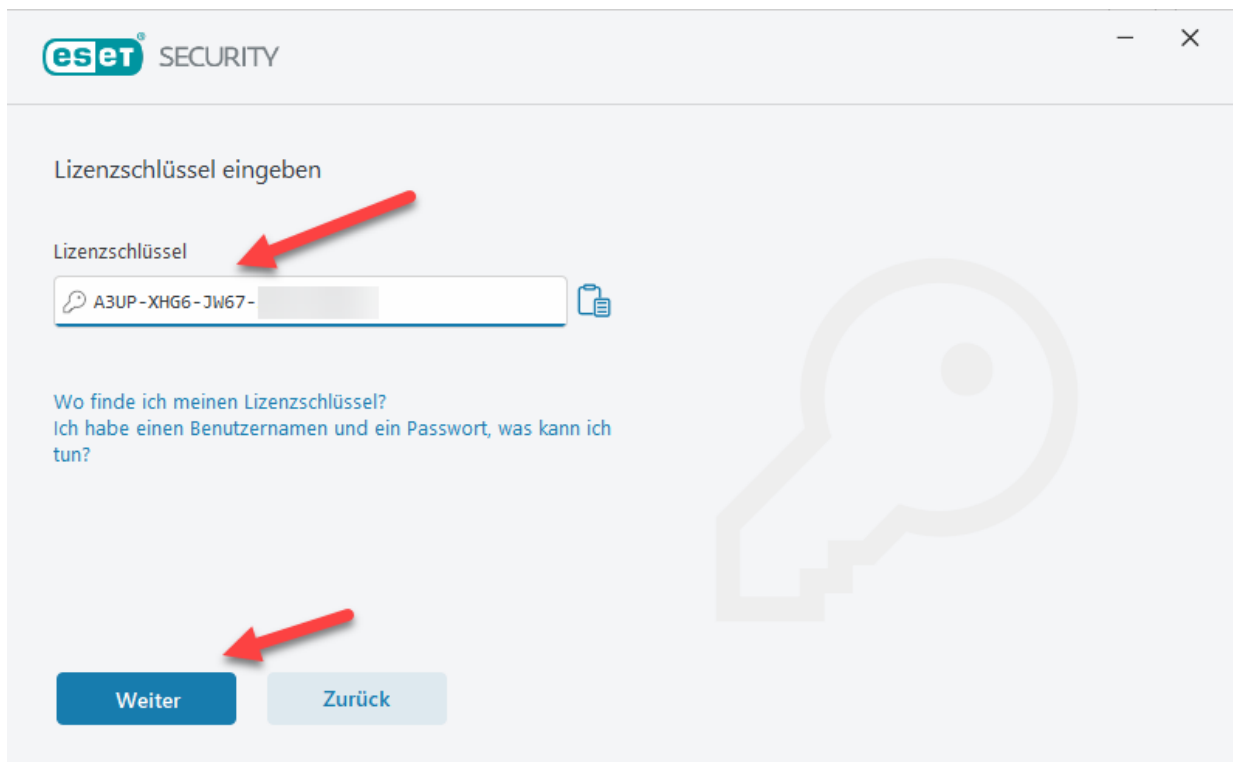 eset® SECURITY
Lizenzschlüssel eingeben
Lizenzschlüssel
A3UP-XHG6-JW67-
Wo finde ich meinen Lizenzschlüssel?
Ich habe einen Benutzernamen und ein Passwort, was kann ich
tun?
Weiter
Zurück